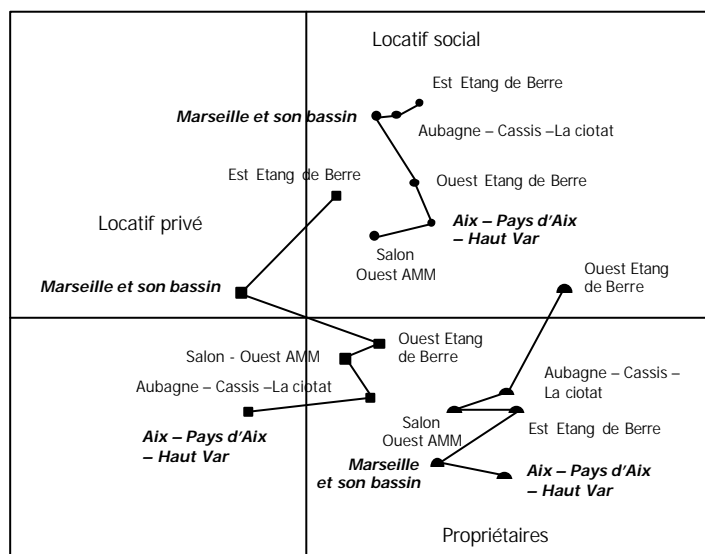 Locatif social
Est Etang de Berre
Marseille et son bassin
Aubagne – Cassis –La ciotat
Est Etang de Berre
Ouest Etang de Berre
Locatif privé
Aix – Pays d'Aix
– Haut Var
Salon
Ouest AMM
Ouest Etang
de Berre
Marseille et son bassin
Ouest Etang
de Berre
Salon - Ouest AMM
Aubagne – Cassis –La ciotat
Aubagne – Cassis –
La ciotat
Aix – Pays d'Aix
– Haut Var
Salon
Ouest AMM
Est Etang de Berre
Marseille
et son bassin
Aix – Pays d'Aix
– Haut Var
Propriétaires